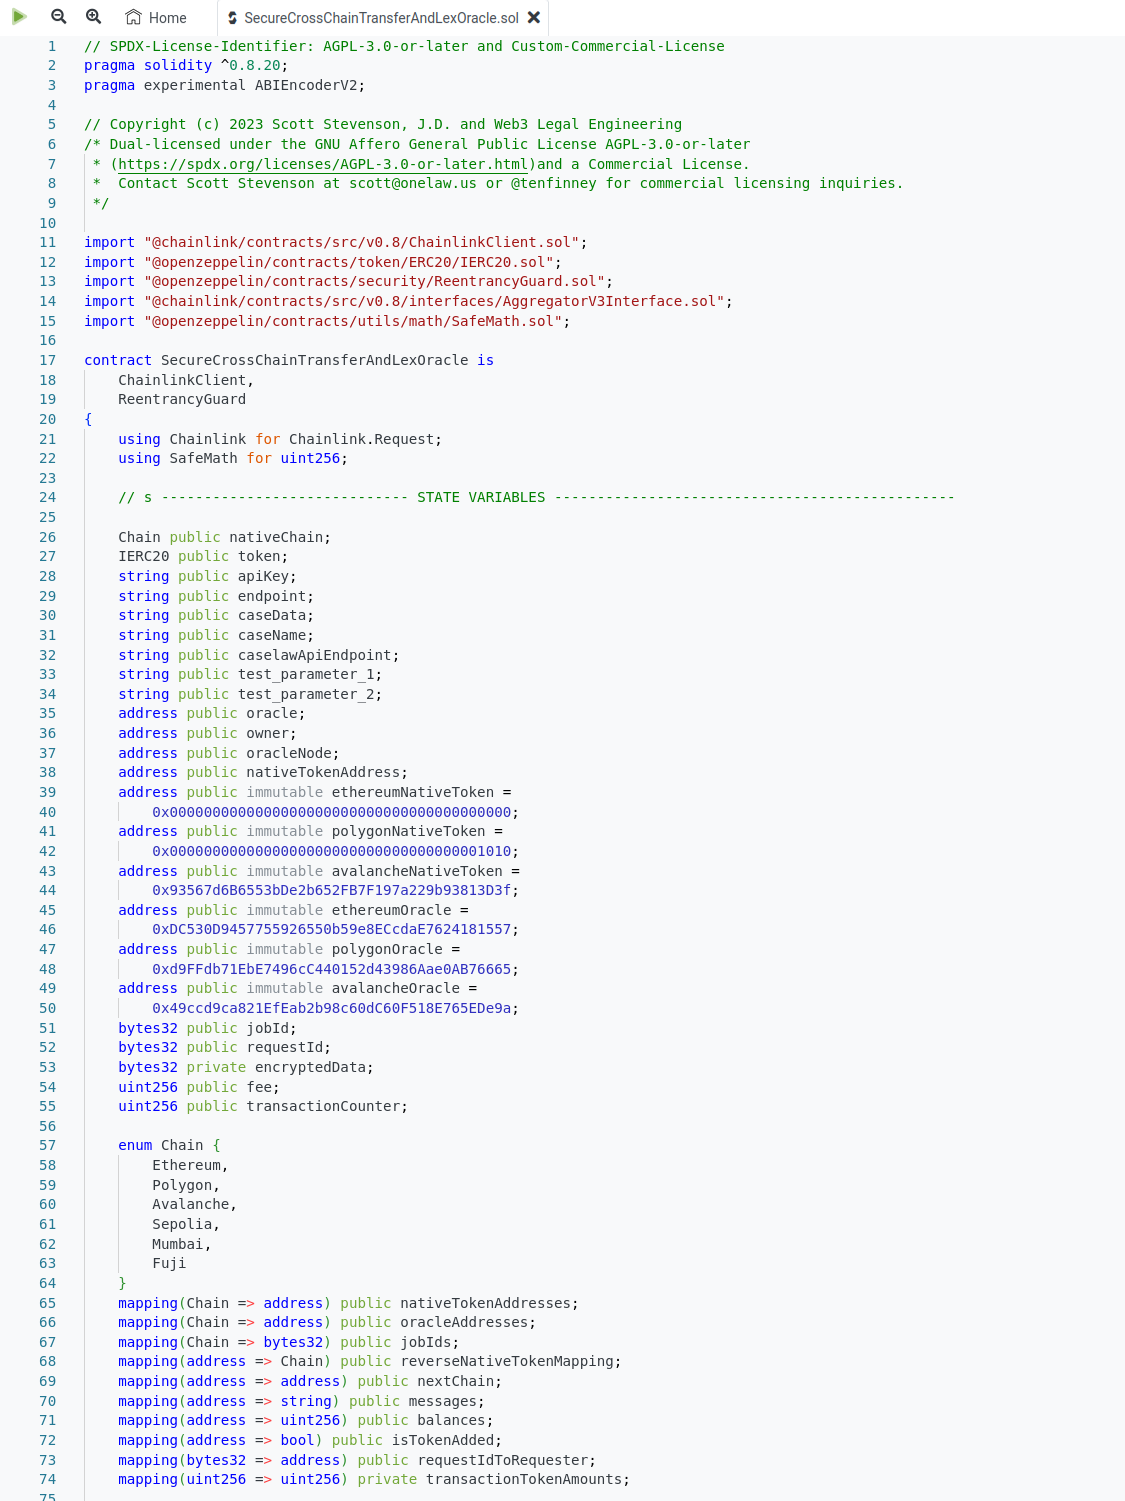 Home
SecureCrossChainTransferAndLexOracle.sol
1 // SPDX-License-Identifier: AGPL-3.0-or-later and Custom-Commercial-License
2 pragma solidity ^0.8.20;
3 pragma experimental ABIEncoderV2;
4
5 // Copyright (c) 2023 Scott Stevenson, J.D. and Web3 Legal Engineering
6 /* Dual-licensed under the GNU Affero General Public License AGPL-3.0-or-later
7  * (https://spdx.org/licenses/AGPL-3.0-or-later.html)and a Commercial License.
8  *  Contact Scott Stevenson at scott@onelaw.us or @tenfinney for commercial licensing inquiries.
9  */
10
11 import "@chainlink/contracts/src/v0.8/ChainlinkClient.sol";
12 import "@openzeppelin/contracts/token/ERC20/IERC20.sol";
13 import "@openzeppelin/contracts/security/ReentrancyGuard.sol";
14 import "@chainlink/contracts/src/v0.8/interfaces/AggregatorV3Interface.sol";
15 import "@openzeppelin/contracts/utils/math/SafeMath.sol";
16
17 contract SecureCrossChainTransferAndLexOracle is
18     ChainlinkClient,
19     ReentrancyGuard
20 {
21     using Chainlink for Chainlink.Request;
22     using SafeMath for uint256;
23
24     // s ----------------------------- STATE VARIABLES -----------------------------------------------
25
26     Chain public nativeChain;
27     IERC20 public token;
28     string public apiKey;
29     string public endpoint;
30     string public caseData;
31     string public caseName;
32     string public caselawApiEndpoint;
33     string public test_parameter_1;
34     string public test_parameter_2;
35     address public oracle;
36     address public owner;
37     address public oracleNode;
38     address public nativeTokenAddress;
39     address public immutable ethereumNativeToken =
40         0x0000000000000000000000000000000000000000;
41     address public immutable polygonNativeToken =
42         0x0000000000000000000000000000000000001010;
43     address public immutable avalancheNativeToken =
44         0x93567d6B6553bDe2b652FB7F197a229b93813D3f;
45     address public immutable ethereumOracle =
46         0xDC530D9457755926550b59e8ECcdaE7624181557;
47     address public immutable polygonOracle =
48         0xd9FFdb71EbE7496cC440152d43986Aae0AB76665;
49     address public immutable avalancheOracle =
50         0x49ccd9ca821EfEab2b98c60dC60F518E765EDe9a;
51     bytes32 public jobId;
52     bytes32 public requestId;
53     bytes32 private encryptedData;
54     uint256 public fee;
55     uint256 public transactionCounter;
56
57     enum Chain {
58         Ethereum,
59         Polygon,
60         Avalanche,
61         Sepolia,
62         Mumbai,
63         Fuji
64     }
65     mapping(Chain => address) public nativeTokenAddresses;
66     mapping(Chain => address) public oracleAddresses;
67     mapping(Chain => bytes32) public jobIds;
68     mapping(address => Chain) public reverseNativeTokenMapping;
69     mapping(address => address) public nextChain;
70     mapping(address => string) public messages;
71     mapping(address => uint256) public balances;
72     mapping(address => bool) public isTokenAdded;
73     mapping(bytes32 => address) public requestIdToRequester;
74     mapping(uint256 => uint256) private transactionTokenAmounts;
75